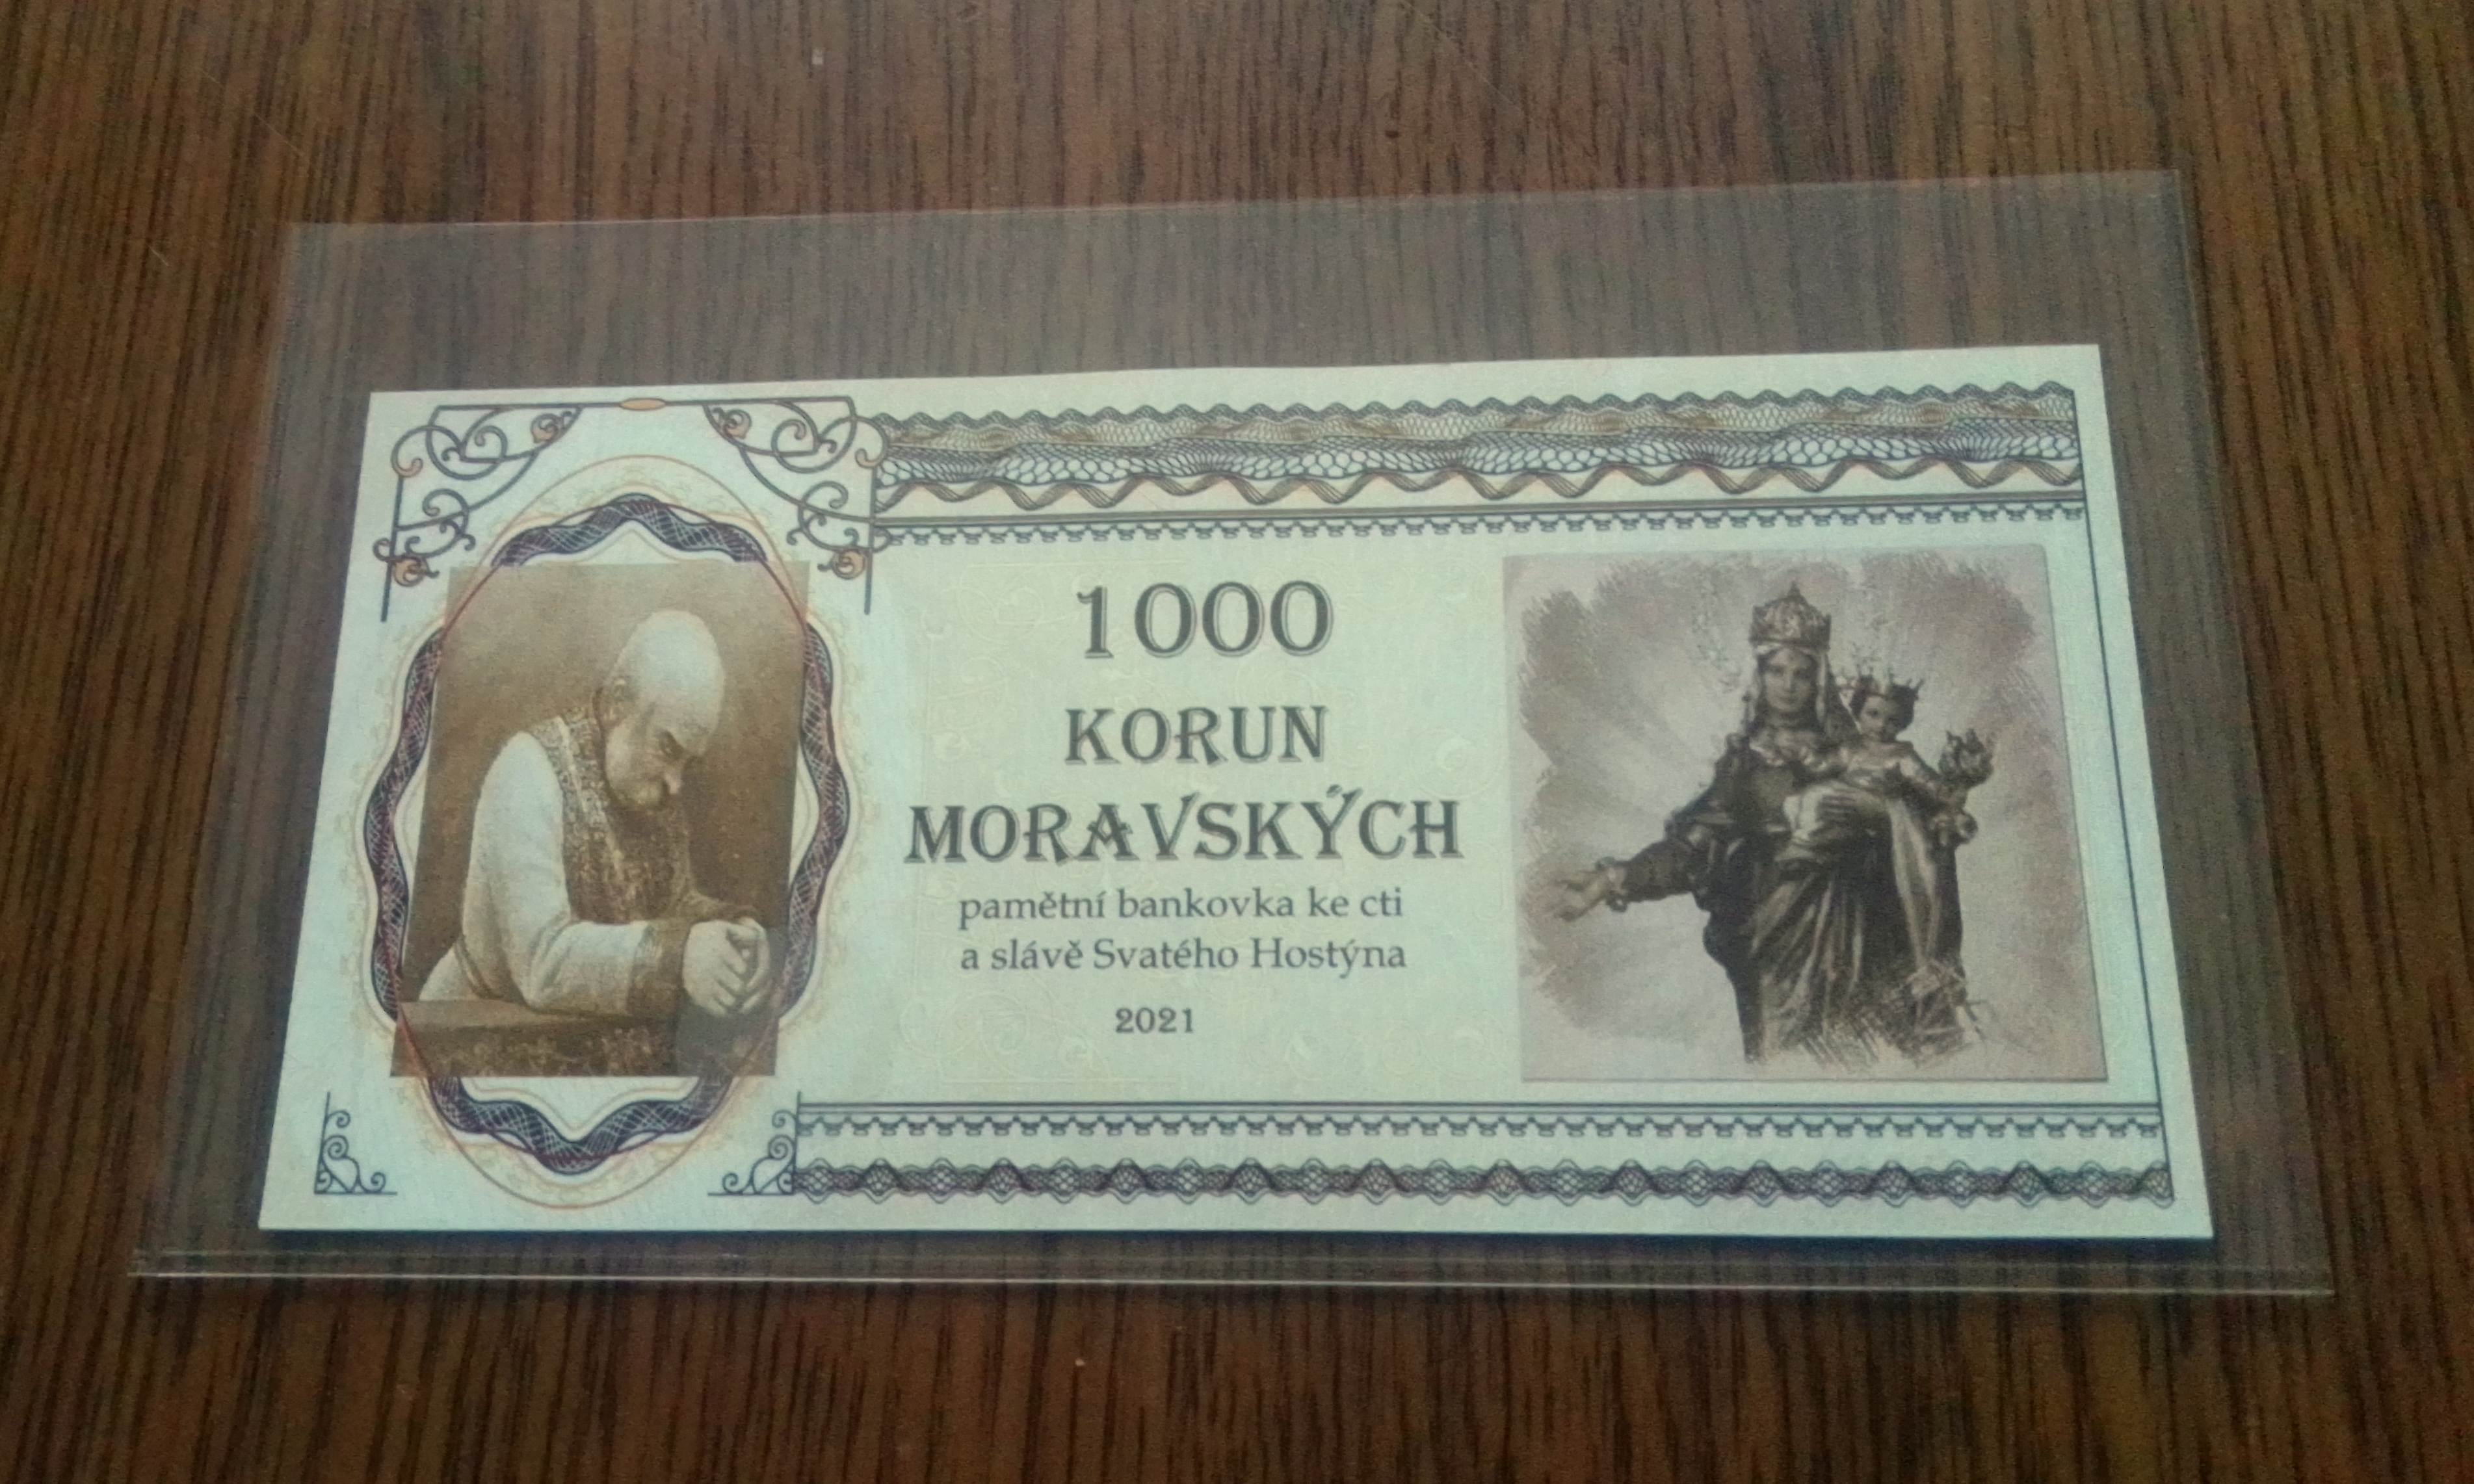 1000
KORUN
MORAVSKÝCH
pamětní bankovka ke cti
a slávě Svatého Hostýna
2021